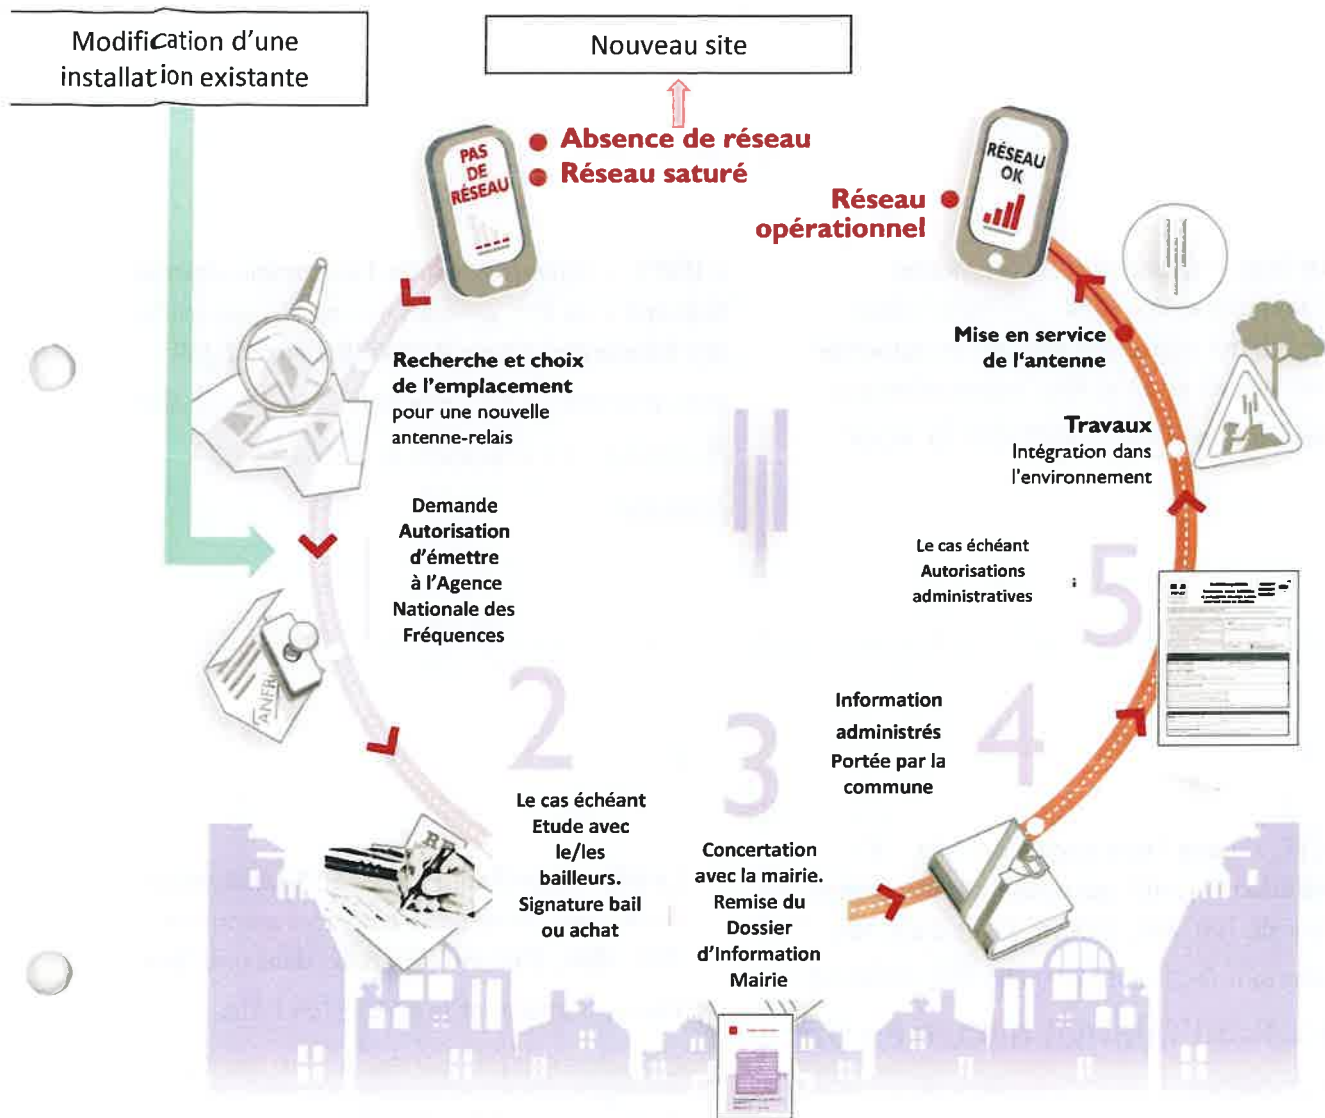 Modification d'une
installation existante
Nouveau site
PAS
DE
RÉSEAU
Absence de réseau
Réseau saturé
RÉSEAU
OK
Réseau
opérationnel
Recherche et choix
de l'emplacement
pour une nouvelle
antenne-relais
Mise en service
de l'antenne
Travaux
Intégration dans
l'environnement
Demande
Autorisation
d'émettre
à l'Agence
Nationale des
Fréquences
ANFR
Le cas échéant
Autorisations
administratives
5
2
Le cas échéant
Etude avec
le/les
bailleurs.
Signature bail
ou achat
3
Concertation
avec la mairie.
Remise du
Dossier
d'Information
Mairie
4
Information
administrés
Portée par la
commune